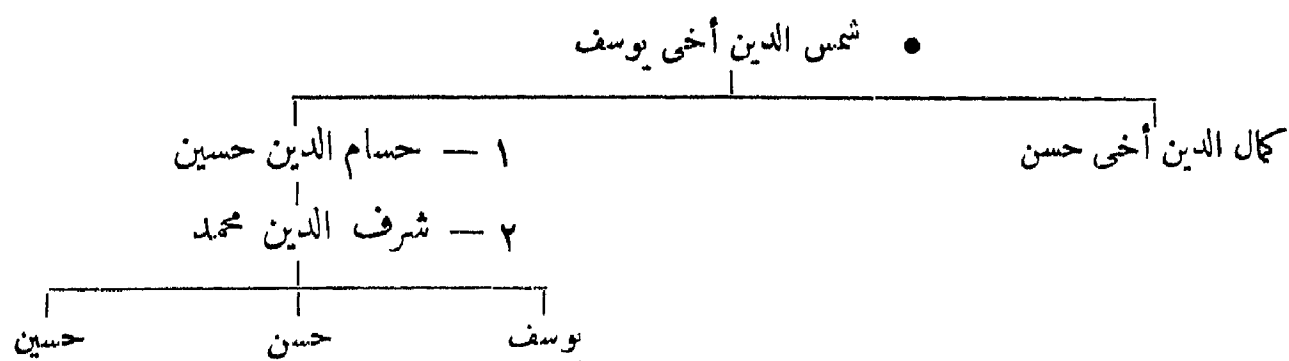 • شمس الدين أخى يوسف
كمال الدين أخى حسن ١ — حسام الدين حسين
٢ — شرف الدين محمد
يوسف حسن حسين